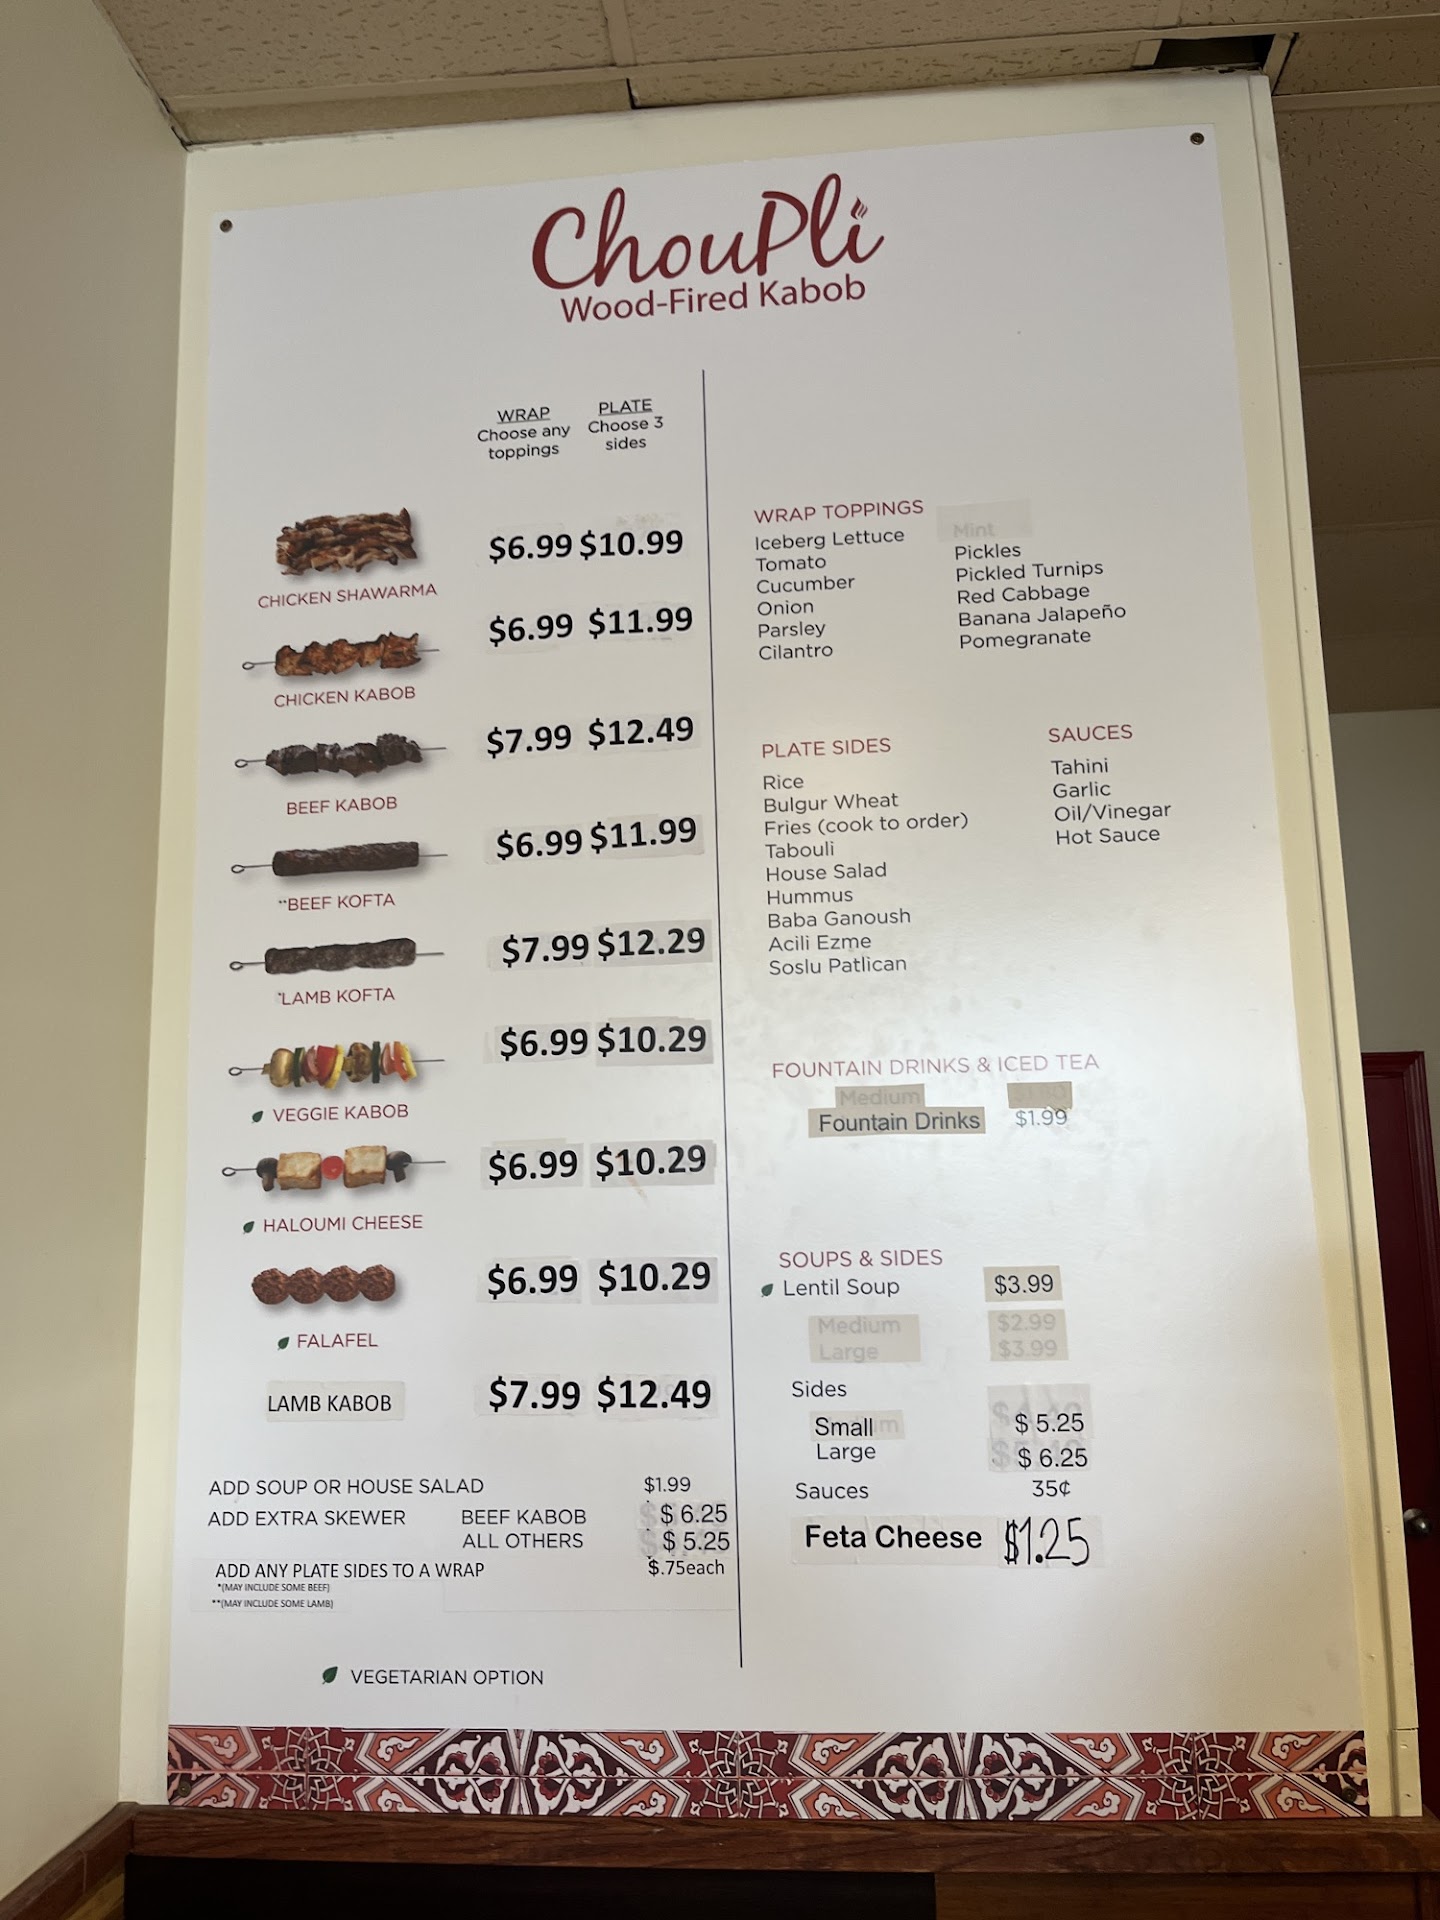 ChouPli
Wood-Fired Kabob
WRAP
Choose any
toppings
PLATE
Choose 3
sides
CHICKEN SHAWARMA $6.99 $10.99
CHICKEN KABOB $6.99 $11.99
BEEF KABOB $7.99 $12.49
**BEEF KOFTA $6.99 $11.99
*LAMB KOFTA $7.99 $12.29
VEGGIE KABOB $6.99 $10.29
HALOUMI CHEESE $6.99 $10.29
FALAFEL $6.99 $10.29
LAMB KABOB $7.99 $12.49
ADD SOUP OR HOUSE SALAD $1.99
ADD EXTRA SKEWER BEEF KABOB $ 6.25
ALL OTHERS $ 5.25
ADD ANY PLATE SIDES TO A WRAP $.75each
*(MAY INCLUDE SOME BEEF)
**(MAY INCLUDE SOME LAMB)
VEGETARIAN OPTION
WRAP TOPPINGS
Iceberg Lettuce
Tomato
Cucumber
Onion
Parsley
Cilantro
Mint
Pickles
Pickled Turnips
Red Cabbage
Banana Jalapeño
Pomegranate
PLATE SIDES
Rice
Bulgur Wheat
Fries (cook to order)
Tabouli
House Salad
Hummus
Baba Ganoush
Acili Ezme
Soslu Patlican
SAUCES
Tahini
Garlic
Oil/Vinegar
Hot Sauce
FOUNTAIN DRINKS & ICED TEA
Medium
Fountain Drinks $1.99
SOUPS & SIDES
Lentil Soup $3.99
Medium $2.99
Large $3.99
Sides
Small $ 5.25
Large $ 6.25
Sauces 35¢
Feta Cheese $1.25